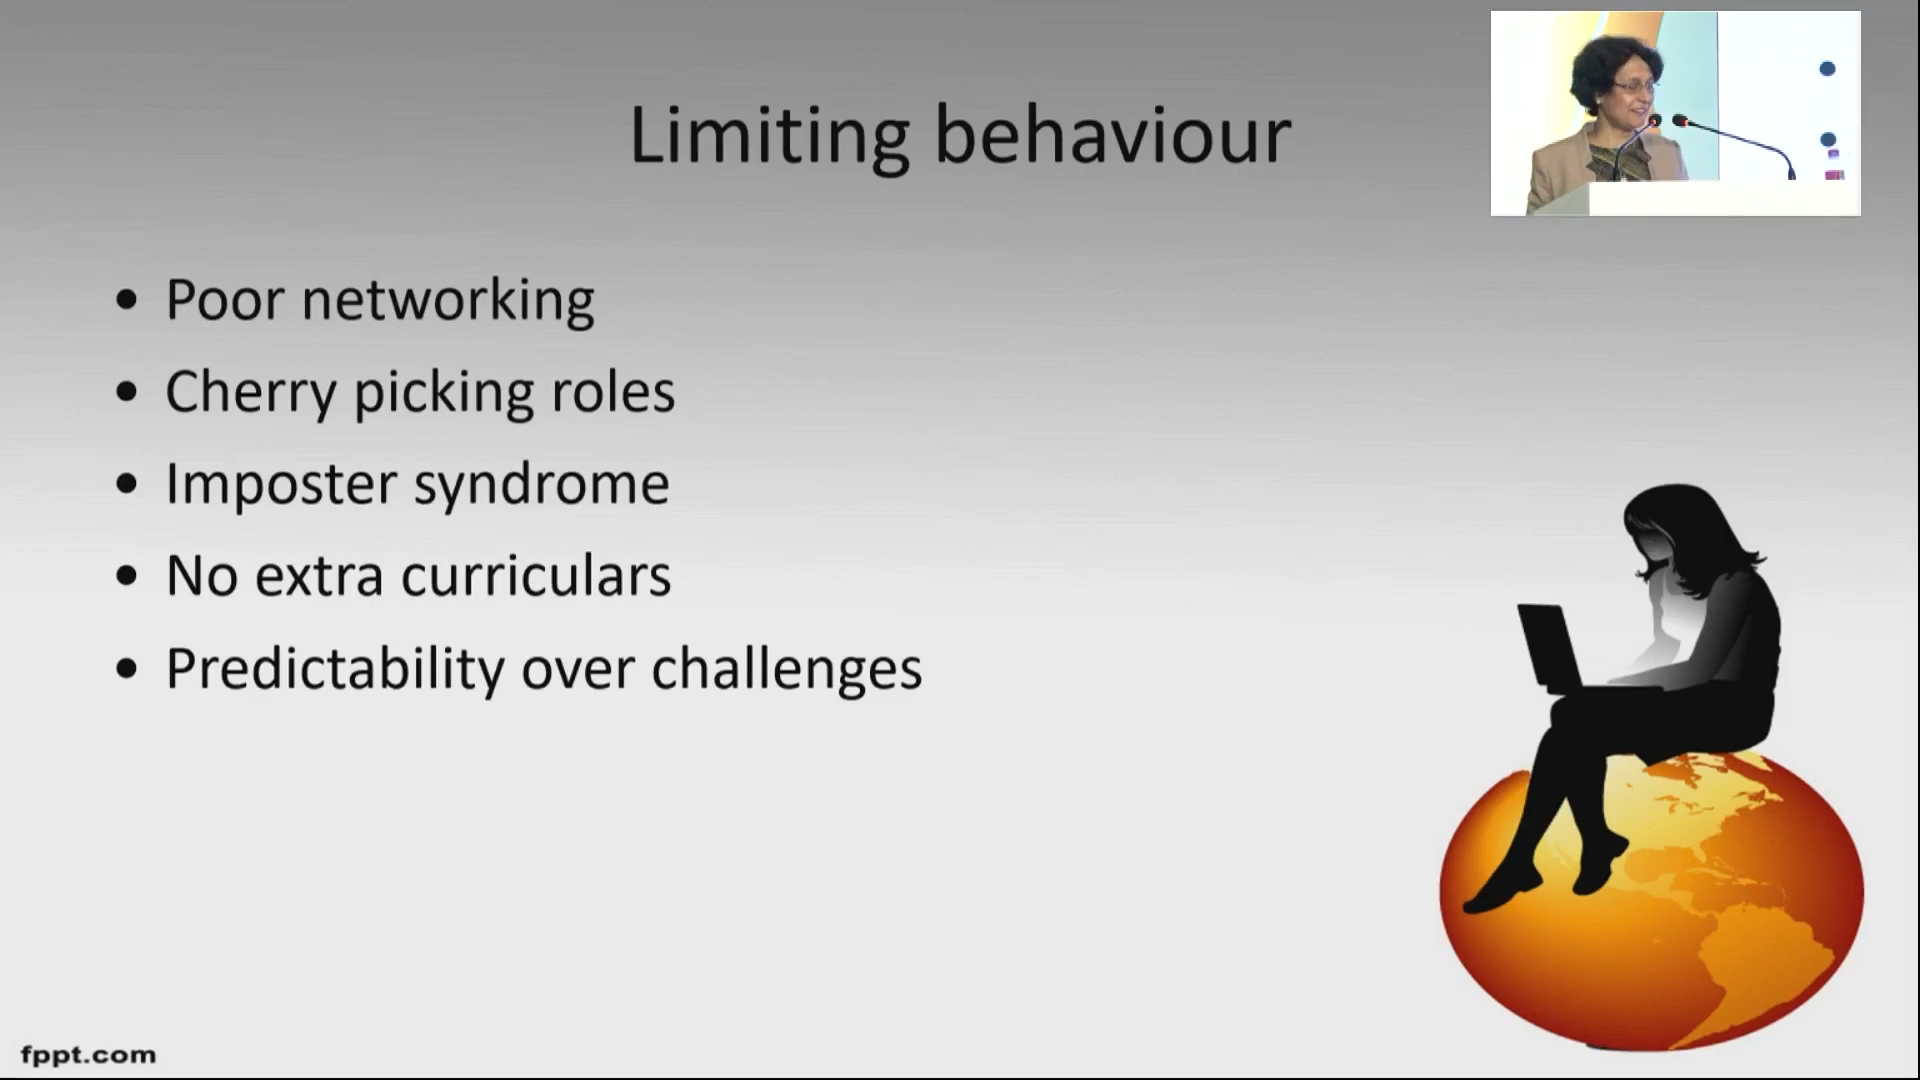 Limiting behaviour
• Poor networking
• Cherry picking roles
• Imposter syndrome
• No extra curriculars
• Predictability over challenges
fppt.com